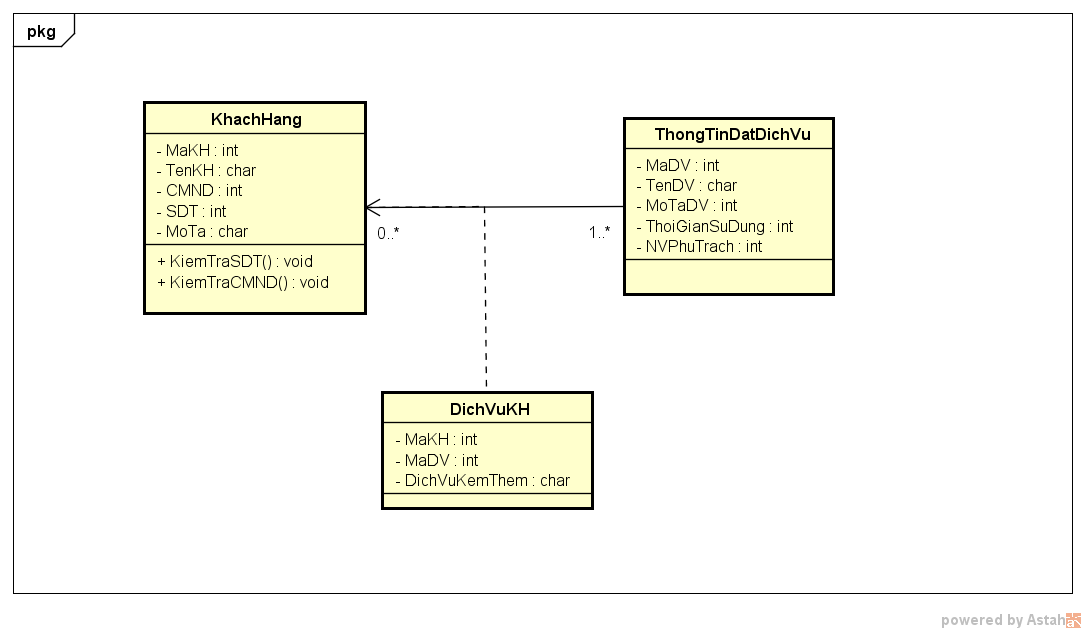 pkg
KhachHang
- MaKH : int
- TenKH : char
- CMND : int
- SDT : int
- MoTa : char
+ KiemTraSDT() : void
+ KiemTraCMND() : void
0..*
1..*
ThongTinDatDichVu
- MaDV : int
- TenDV : char
- MoTaDV : int
- ThoiGianSuDung : int
- NVPhuTrach : int
DichVuKH
- MaKH : int
- MaDV : int
- DichVuKemThem : char
powered by Astah